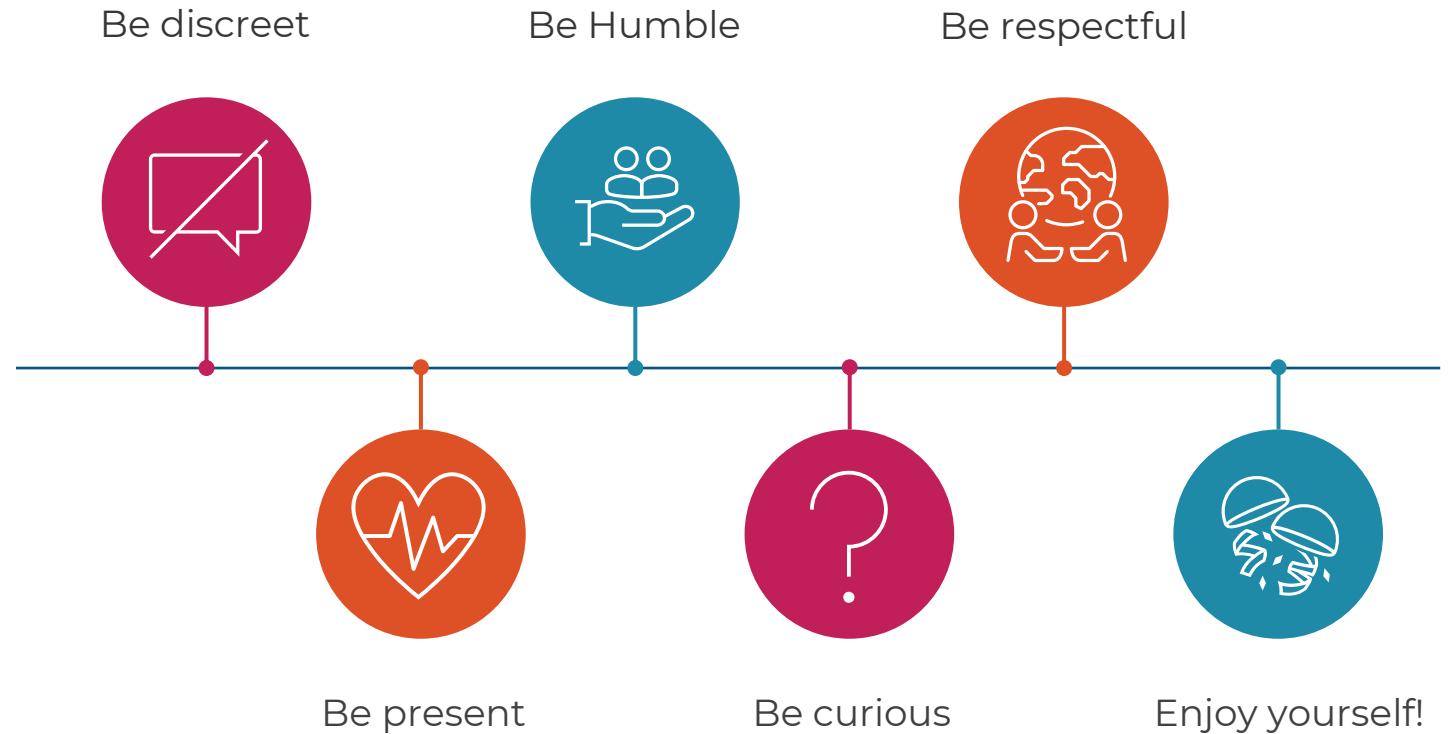 Be discreet
Be Humble
Be respectful
Be present
Be curious
Enjoy yourself!